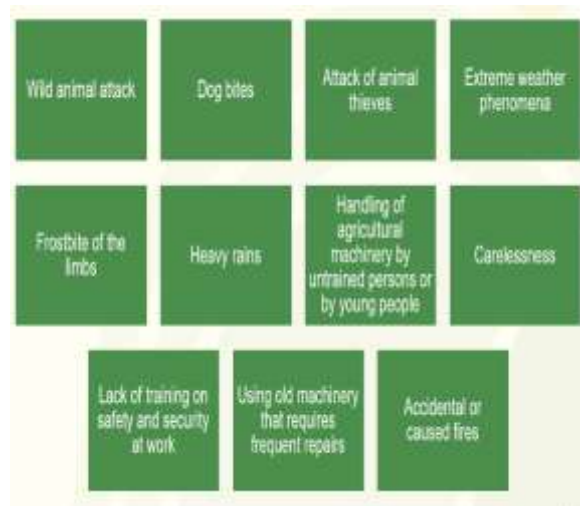 Wild animal attack
Dog bites
Attack of animal
thieves
Extreme weather
phenomena
Frostbite of the
limbs
Heavy rains
Handling of
agricultural
machinery by
untrained persons or
by young people
Carelessness
Lack of training on
safety and security
at work
Using old machinery
that requires
frequent repairs
Accidental or
caused fires